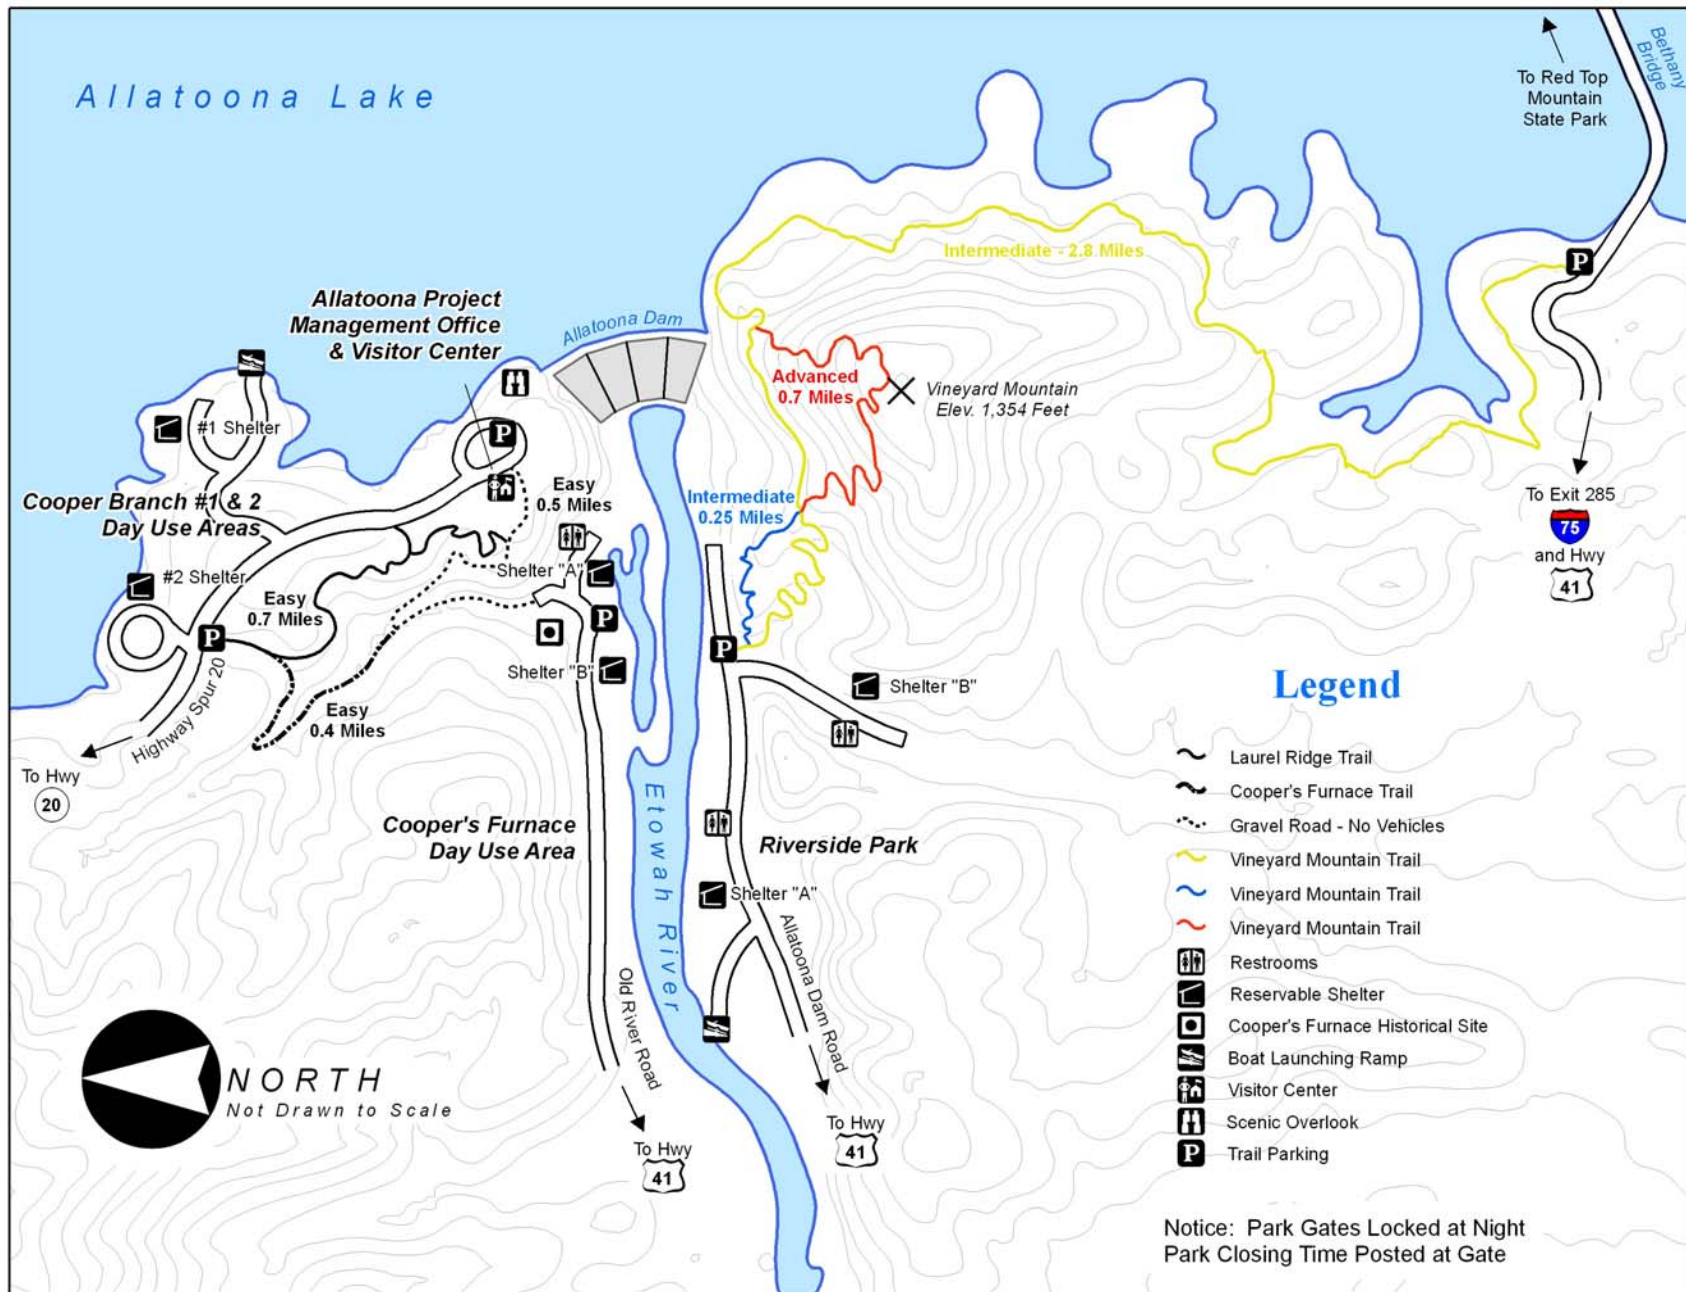 Allatoona Lake
Bethany
Bridge
To Red Top
Mountain
State Park
Intermediate - 2.8 Miles
P
Allatoona Project
Management Office
& Visitor Center
Allatoona Dam
Advanced
0.7 Miles
Vineyard Mountain
Elev. 1,354 Feet
#1 Shelter
P
Cooper Branch #1 & 2
Day Use Areas
Easy
0.5 Miles
Intermediate
0.25 Miles
To Exit 285
75
and Hwy
41
#2 Shelter
Shelter "A"
Easy
0.7 Miles
P
P
P
Shelter "B"
Shelter "B"
Highway Spur 20
Easy
0.4 Miles
To Hwy
20
Cooper's Furnace
Day Use Area
Etowah River
Riverside Park
Shelter "A"
Old River Road
Allatoona Dam Road
To Hwy
41
To Hwy
41
NORTH
Not Drawn to Scale
Legend
Laurel Ridge Trail
Cooper's Furnace Trail
Gravel Road - No Vehicles
Vineyard Mountain Trail
Vineyard Mountain Trail
Vineyard Mountain Trail
Restrooms
Reservable Shelter
Cooper's Furnace Historical Site
Boat Launching Ramp
Visitor Center
Scenic Overlook
P Trail Parking
Notice: Park Gates Locked at Night
Park Closing Time Posted at Gate